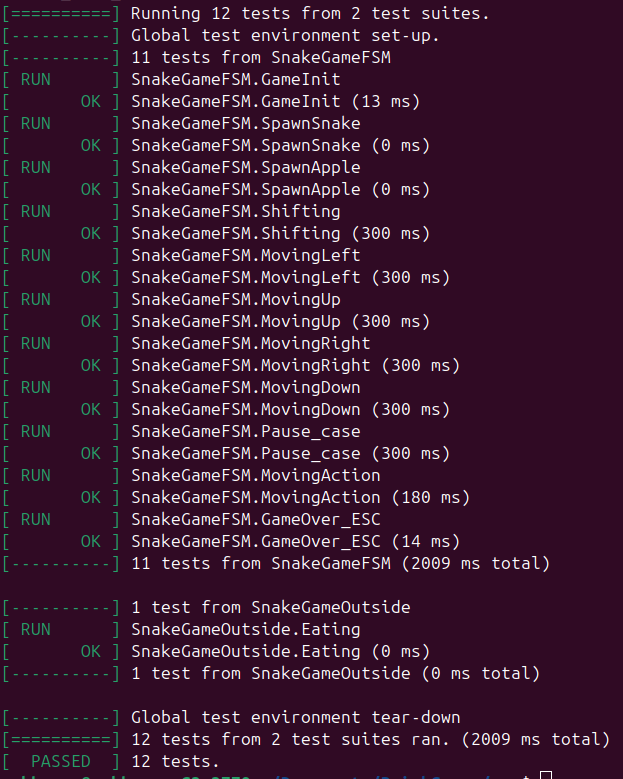 [==========] Running 12 tests from 2 test suites.
[----------] Global test environment set-up.
[----------] 11 tests from SnakeGameFSM
[ RUN      ] SnakeGameFSM.GameInit
[       OK ] SnakeGameFSM.GameInit (13 ms)
[ RUN      ] SnakeGameFSM.SpawnSnake
[       OK ] SnakeGameFSM.SpawnSnake (0 ms)
[ RUN      ] SnakeGameFSM.SpawnApple
[       OK ] SnakeGameFSM.SpawnApple (0 ms)
[ RUN      ] SnakeGameFSM.Shifting
[       OK ] SnakeGameFSM.Shifting (300 ms)
[ RUN      ] SnakeGameFSM.MovingLeft
[       OK ] SnakeGameFSM.MovingLeft (300 ms)
[ RUN      ] SnakeGameFSM.MovingUp
[       OK ] SnakeGameFSM.MovingUp (300 ms)
[ RUN      ] SnakeGameFSM.MovingRight
[       OK ] SnakeGameFSM.MovingRight (300 ms)
[ RUN      ] SnakeGameFSM.MovingDown
[       OK ] SnakeGameFSM.MovingDown (300 ms)
[ RUN      ] SnakeGameFSM.Pause_case
[       OK ] SnakeGameFSM.Pause_case (300 ms)
[ RUN      ] SnakeGameFSM.MovingAction
[       OK ] SnakeGameFSM.MovingAction (180 ms)
[ RUN      ] SnakeGameFSM.GameOver_ESC
[       OK ] SnakeGameFSM.GameOver_ESC (14 ms)
[----------] 11 tests from SnakeGameFSM (2009 ms total)

[----------] 1 test from SnakeGameOutside
[ RUN      ] SnakeGameOutside.Eating
[       OK ] SnakeGameOutside.Eating (0 ms)
[----------] 1 test from SnakeGameOutside (0 ms total)

[----------] Global test environment tear-down
[==========] 12 tests from 2 test suites ran. (2009 ms total)
[  PASSED  ] 12 tests.